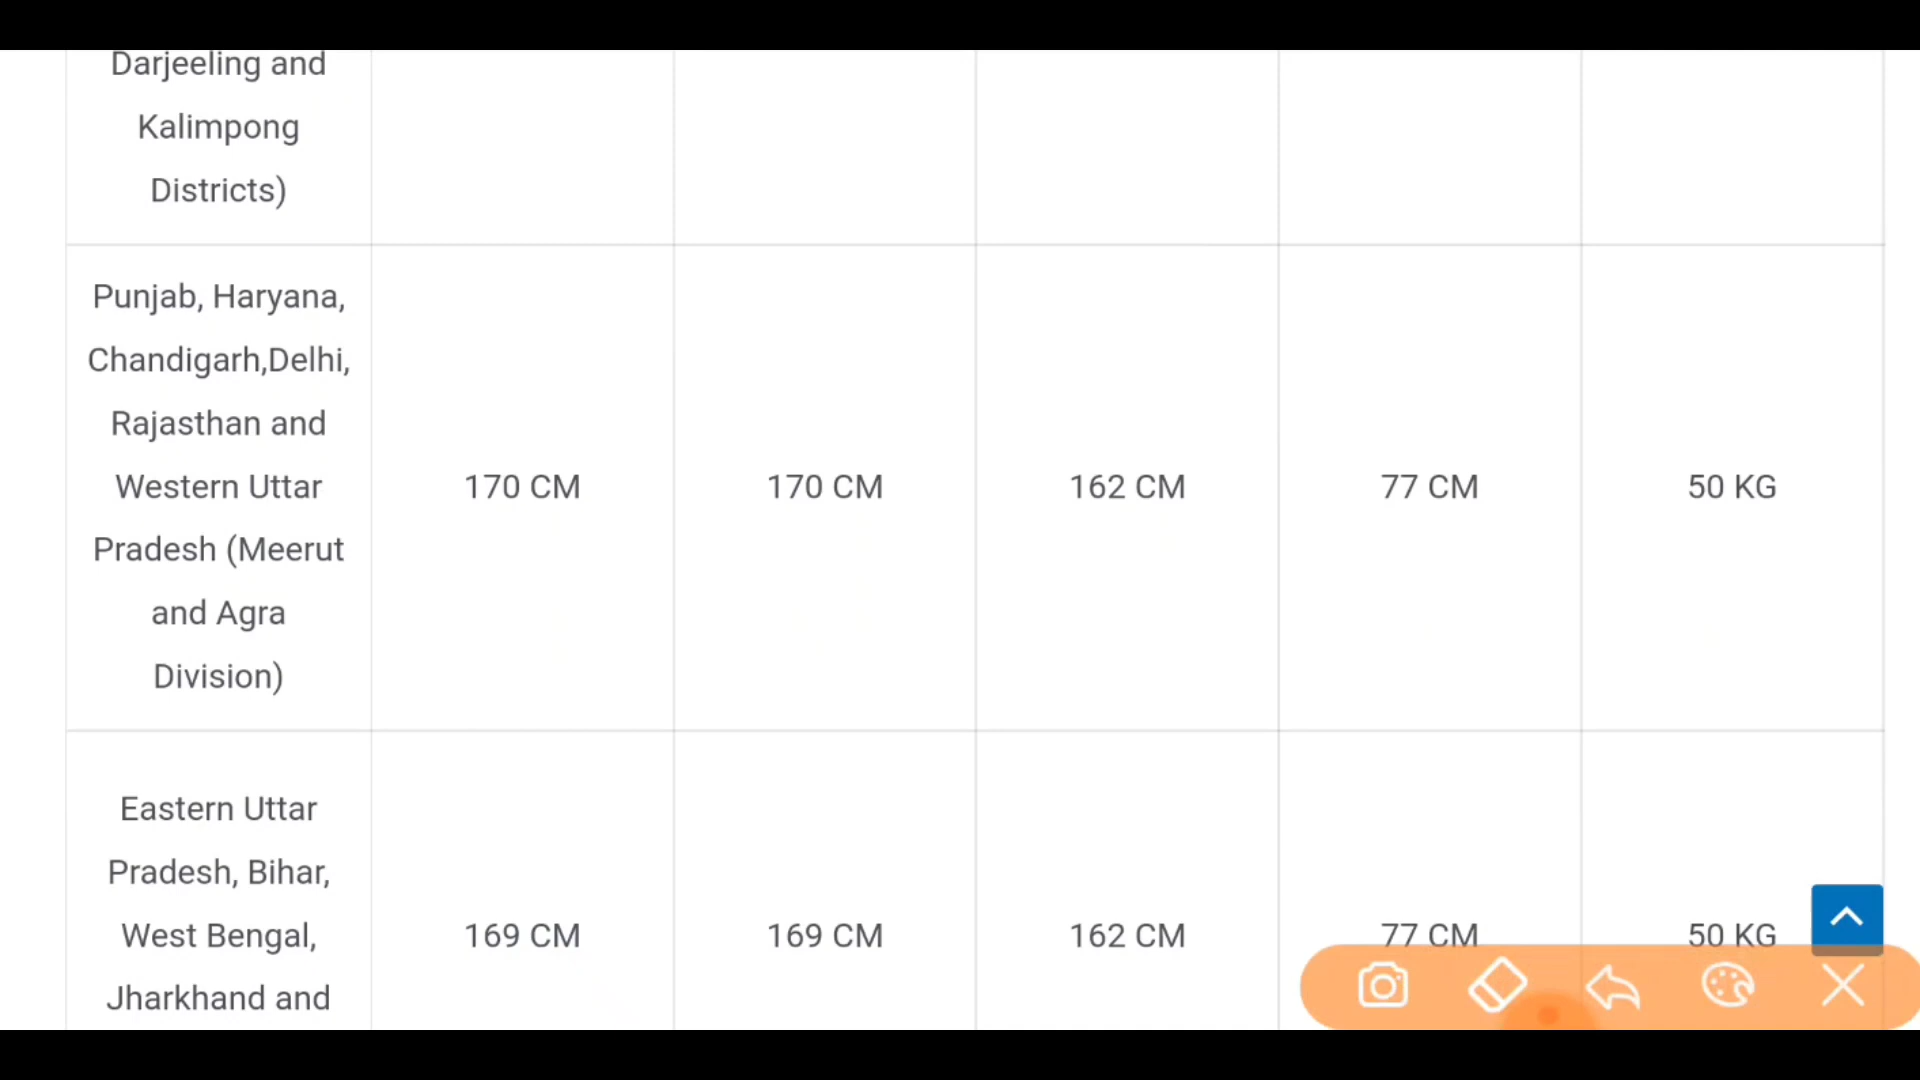 Darjeeling and
Kalimpong
Districts)
Punjab, Haryana,
Chandigarh,Delhi,
Rajasthan and
Western Uttar
Pradesh (Meerut
and Agra
Division)
170 CM
170 CM
162 CM
77 CM
50 KG
Eastern Uttar
Pradesh, Bihar,
West Bengal,
Jharkhand and
169 CM
169 CM
162 CM
77 CM
50 KG